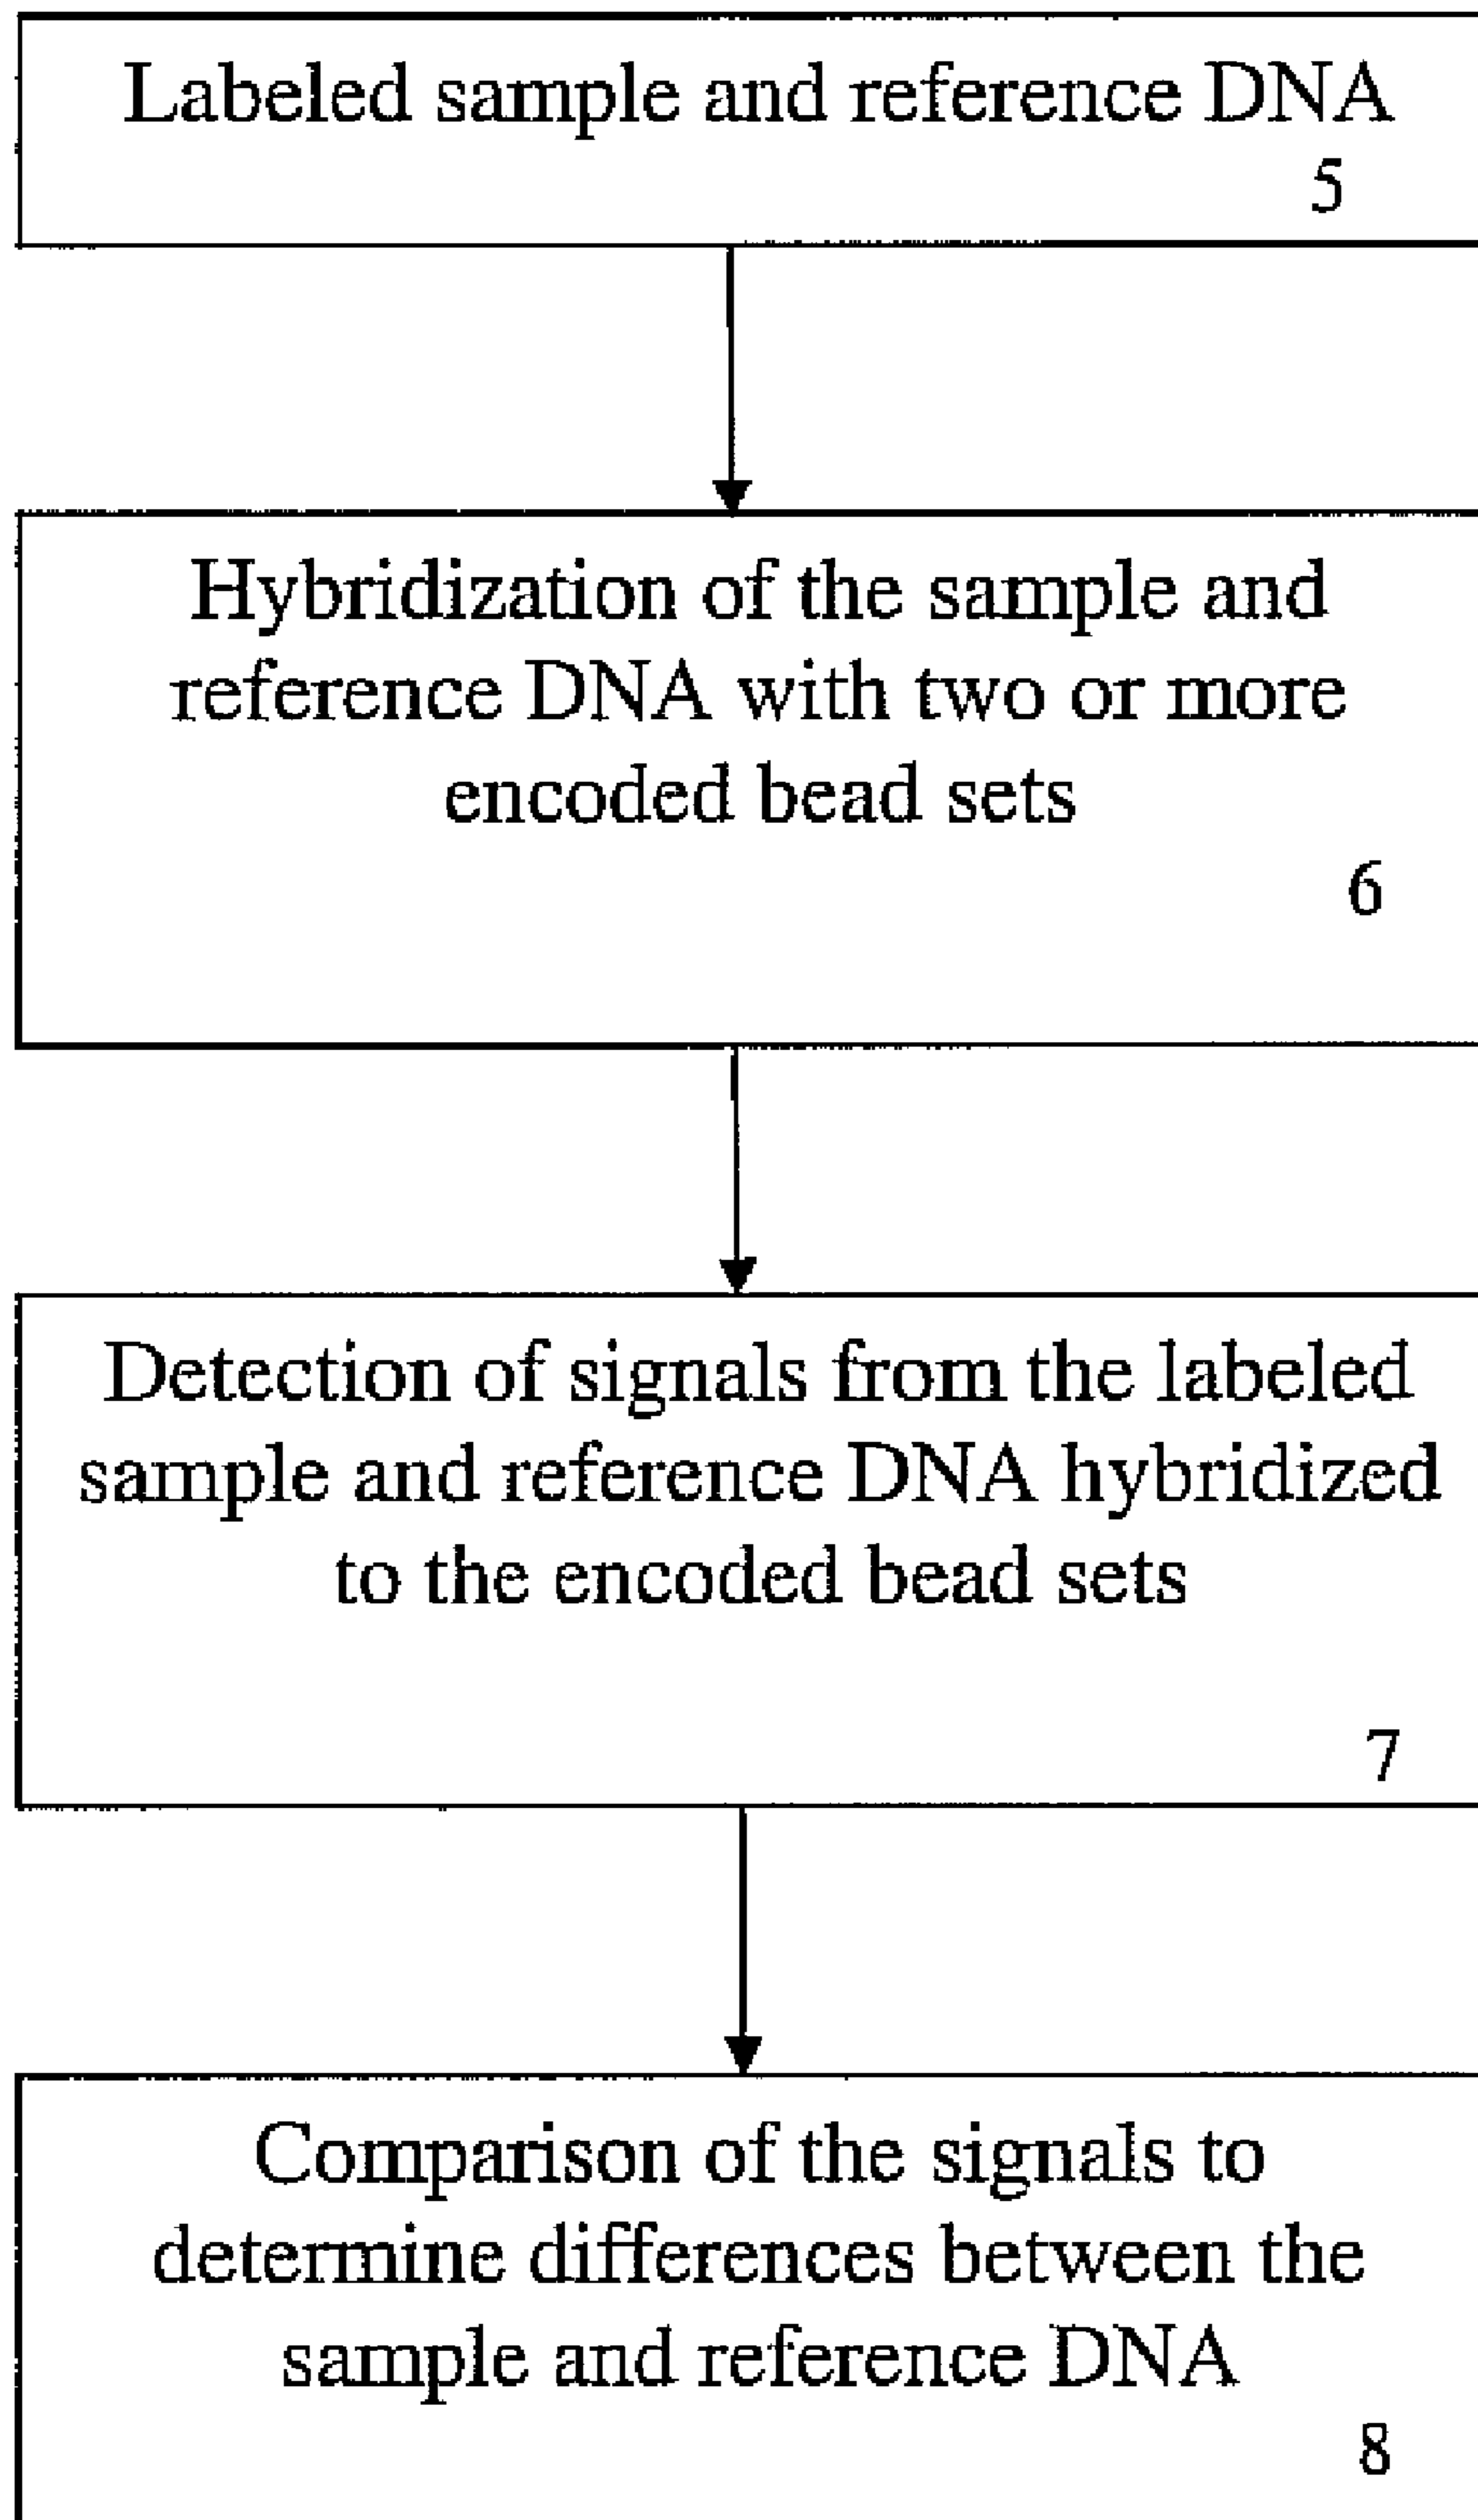 Labeled sample and reference DNA
5
Hybridization of the sample and
reference DNA with two or more
encoded bead sets
6
Detection of signals from the labeled
sample and reference DNA hybridized
to the encoded bead sets
7
Comparison of the signals to
determine differences between the
sample and reference DNA
8